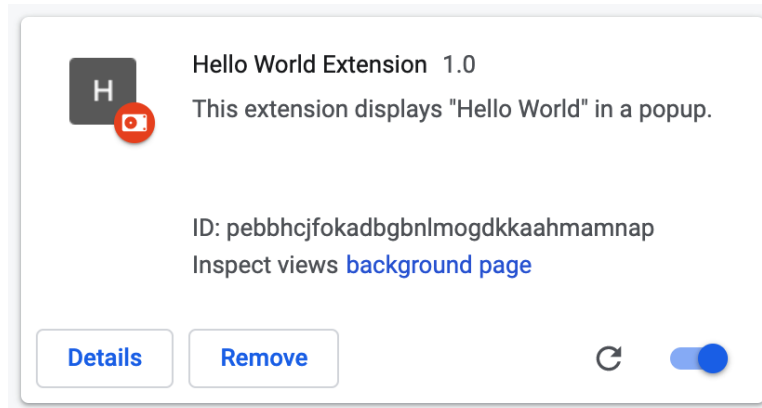 H
Hello World Extension 1.0
This extension displays "Hello World" in a popup.
ID: pebbhcjfokadbgbnlmogdkkaahmamnap
Inspect views background page
Details Remove